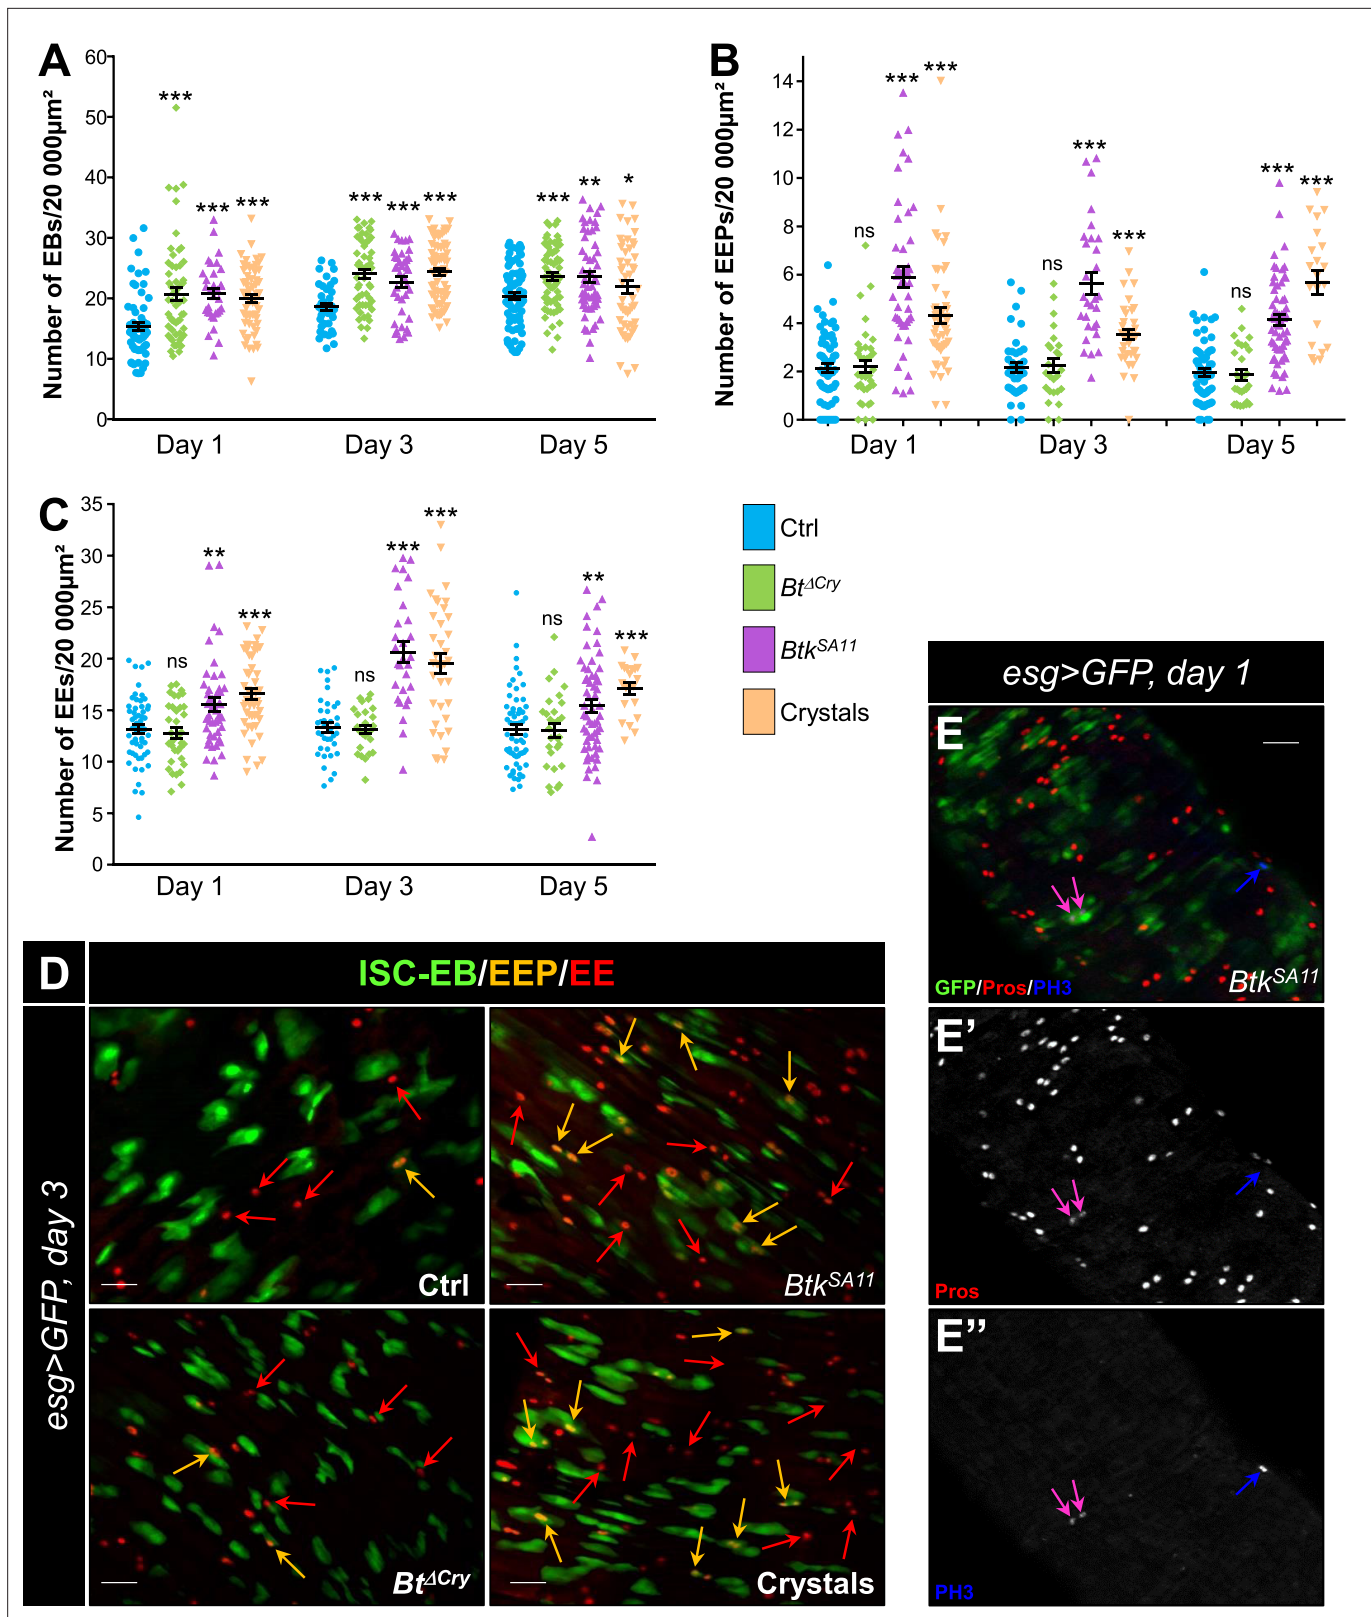 A
Number of EBs/20 000µm²
60
50
40
30
20
10
0
***
***
***
***
***
***
***
**
*
Day 1
Day 3
Day 5
B
Number of EEPs/20 000µm²
14
12
10
8
6
4
2
0
ns
***
***
ns
***
***
ns
***
***
Day 1
Day 3
Day 5
C
Number of EEs/20 000µm²
35
30
25
20
15
10
5
0
ns
**
***
ns
***
***
ns
**
***
Day 1
Day 3
Day 5
Ctrl
Bt^ΔCry
Btk^SA11
Crystals
D
ISC-EB/EEP/EE
esg>GFP, day 3
Ctrl
Btk^SA11
Bt^ΔCry
Crystals
esg>GFP, day 1
E
GFP/Pros/PH3
Btk^SA11
E’
Pros
E”
PH3